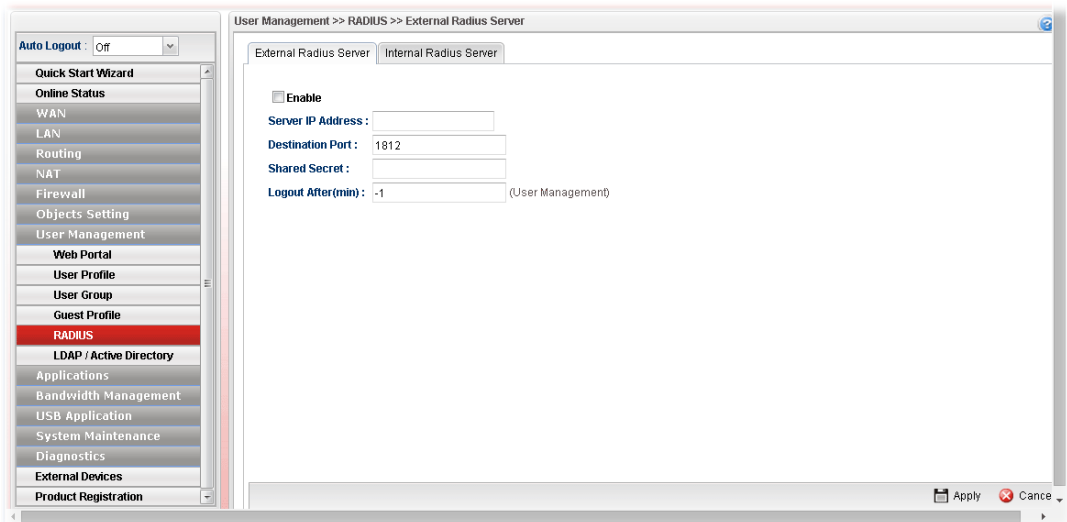 User Management >> RADIUS >> External Radius Server
Auto Logout : Off
Quick Start Wizard
Online Status
WAN
LAN
Routing
NAT
Firewall
Objects Setting
User Management
Web Portal
User Profile
User Group
Guest Profile
RADIUS
LDAP / Active Directory
Applications
Bandwidth Management
USB Application
System Maintenance
Diagnostics
External Devices
Product Registration
External Radius Server
Internal Radius Server
Enable
Server IP Address :
Destination Port : 1812
Shared Secret :
Logout After(min) : -1 (User Management)
Apply
Cance